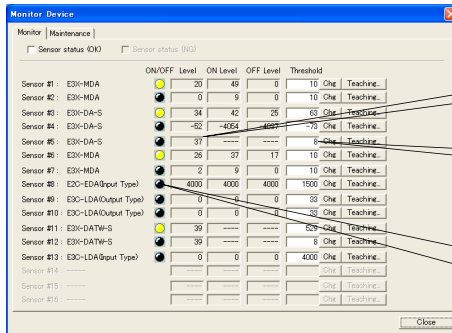 Monitor Device
Monitor Maintenance
Sensor status (OK) Sensor status (NG)
ON/OFF Level ON Level OFF Level Threshold
Sensor #1 : E3X-MDA 20 49 0 10 Chg Teaching...
Sensor #2 : E3X-MDA 0 9 0 10 Chg Teaching...
Sensor #3 : E3X-DA-S 34 42 25 63 Chg Teaching...
Sensor #4 : E3X-DA-S -52 -4054 -4037 -73 Chg Teaching...
Sensor #5 : E3X-DA-S 37 ---- ---- 8 Chg Teaching...
Sensor #6 : E3X-MDA 26 37 17 10 Chg Teaching...
Sensor #7 : E3X-MDA 2 9 0 10 Chg Teaching...
Sensor #8 : E2C-EDA(Input Type) 4000 4000 4000 1500 Chg Teaching...
Sensor #9 : E3C-LDA(Output Type) 0 0 0 33 Chg Teaching...
Sensor #10 : E3C-LDA(Output Type) 0 0 0 33 Chg Teaching...
Sensor #11 : E3X-DATW-S 39 ---- ---- 529 Chg Teaching...
Sensor #12 : E3X-DATW-S 39 ---- ---- 8 Chg Teaching...
Sensor #13 : E3C-LDA(Input Type) 0 0 0 4000 Chg Teaching...
Sensor #14 : ----- ---- ---- ---- ---- Chg Teaching...
Sensor #15 : ----- ---- ---- ---- ---- Chg Teaching...
Sensor #16 : ----- ---- ---- ---- ---- Chg Teaching...
Close